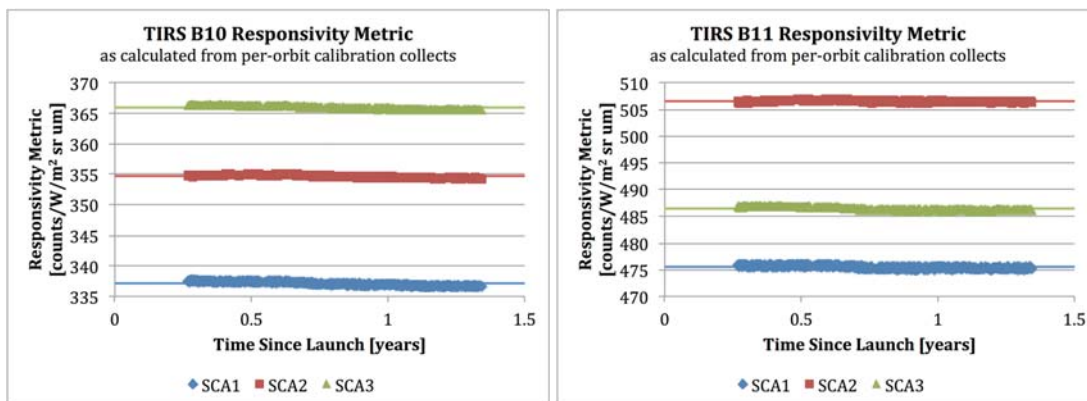 TIRS B10 Responsivity Metric
as calculated from per-orbit calibration collects
Responsivity Metric
[counts/W/m² sr um]
370
365
360
355
350
345
340
335
0
0.5
1
1.5
Time Since Launch [years]
SCA1 SCA2 SCA3
TIRS B11 Responsivilty Metric
as calculated from per-orbit calibration collects
Responsivity Metric
[counts/W/m² sr um]
510
505
500
495
490
485
480
475
470
0
0.5
1
1.5
Time Since Launch [years]
SCA1 SCA2 SCA3